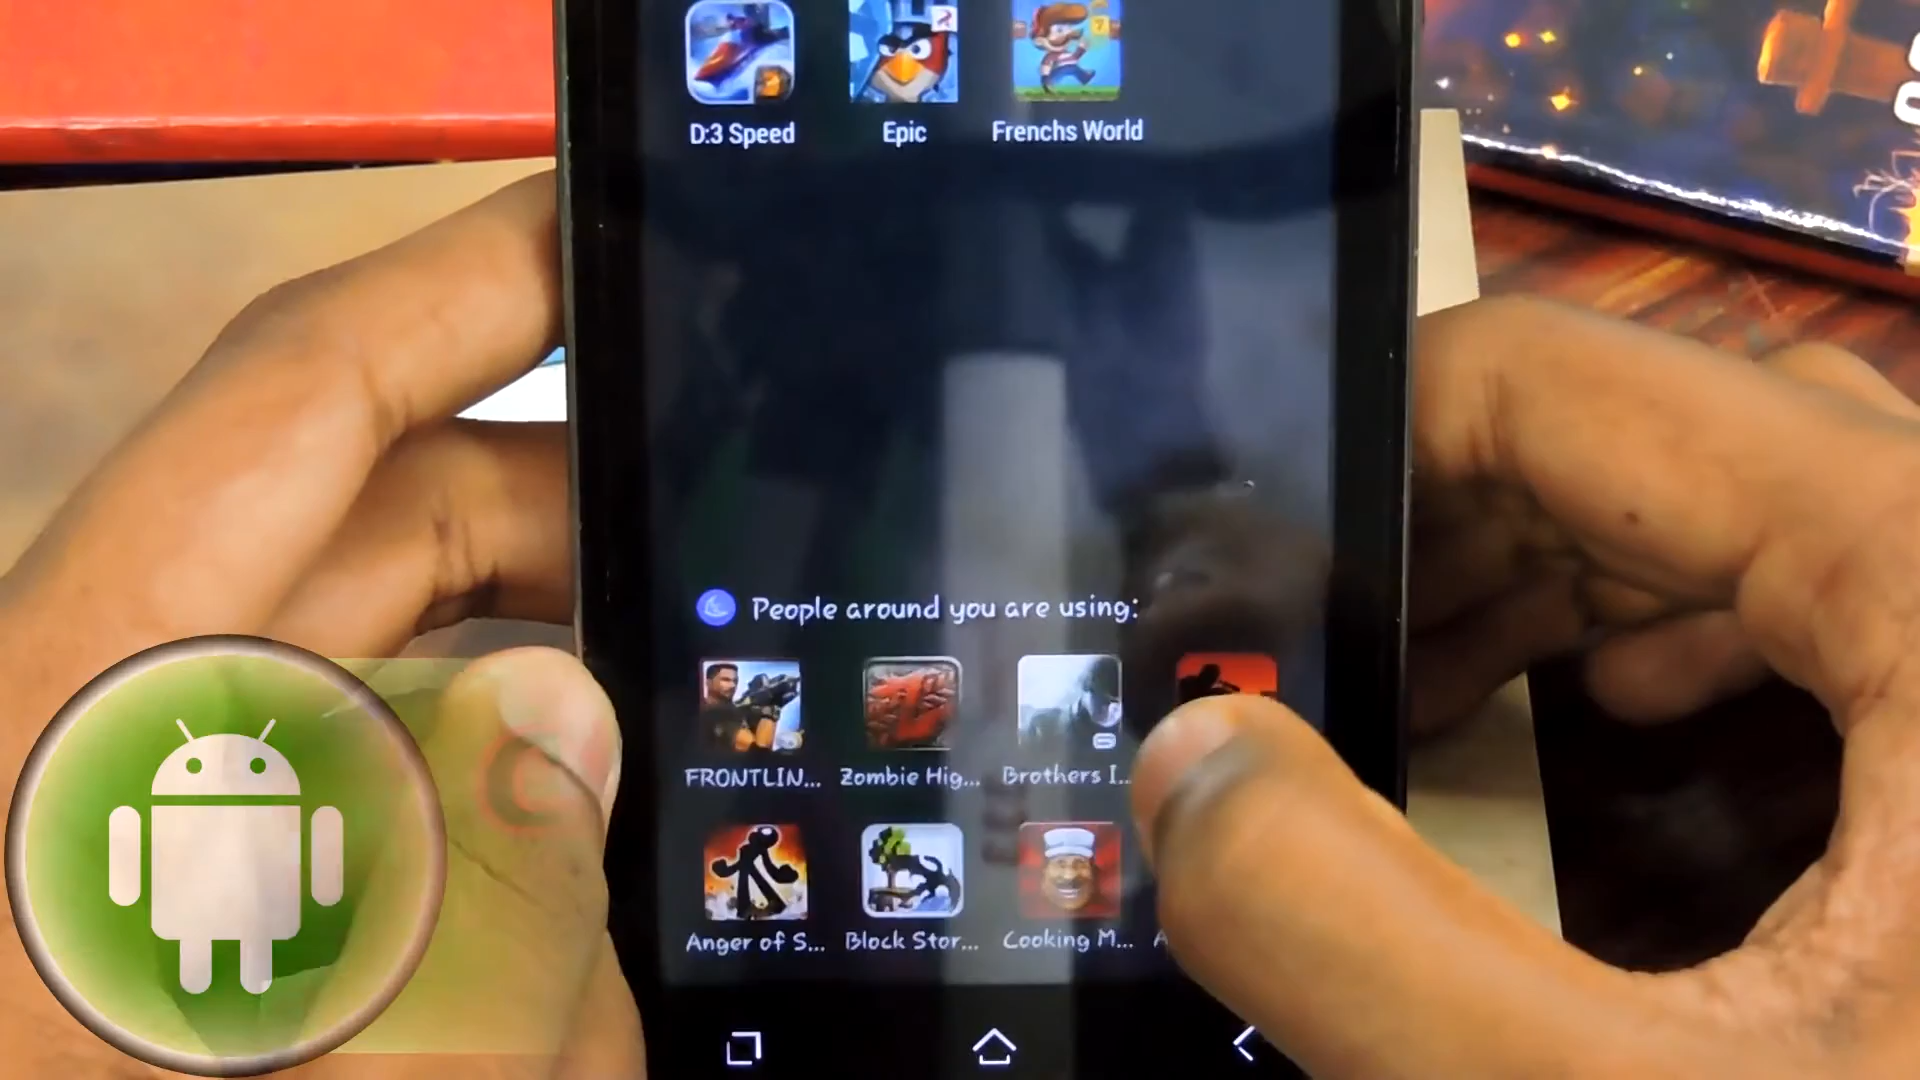 D:3 Speed
Epic
Frenchs World
People around you are using:
FRONTLIN...
Zombie Hig...
Brothers I...
Anger of S...
Block Stor...
Cooking M...